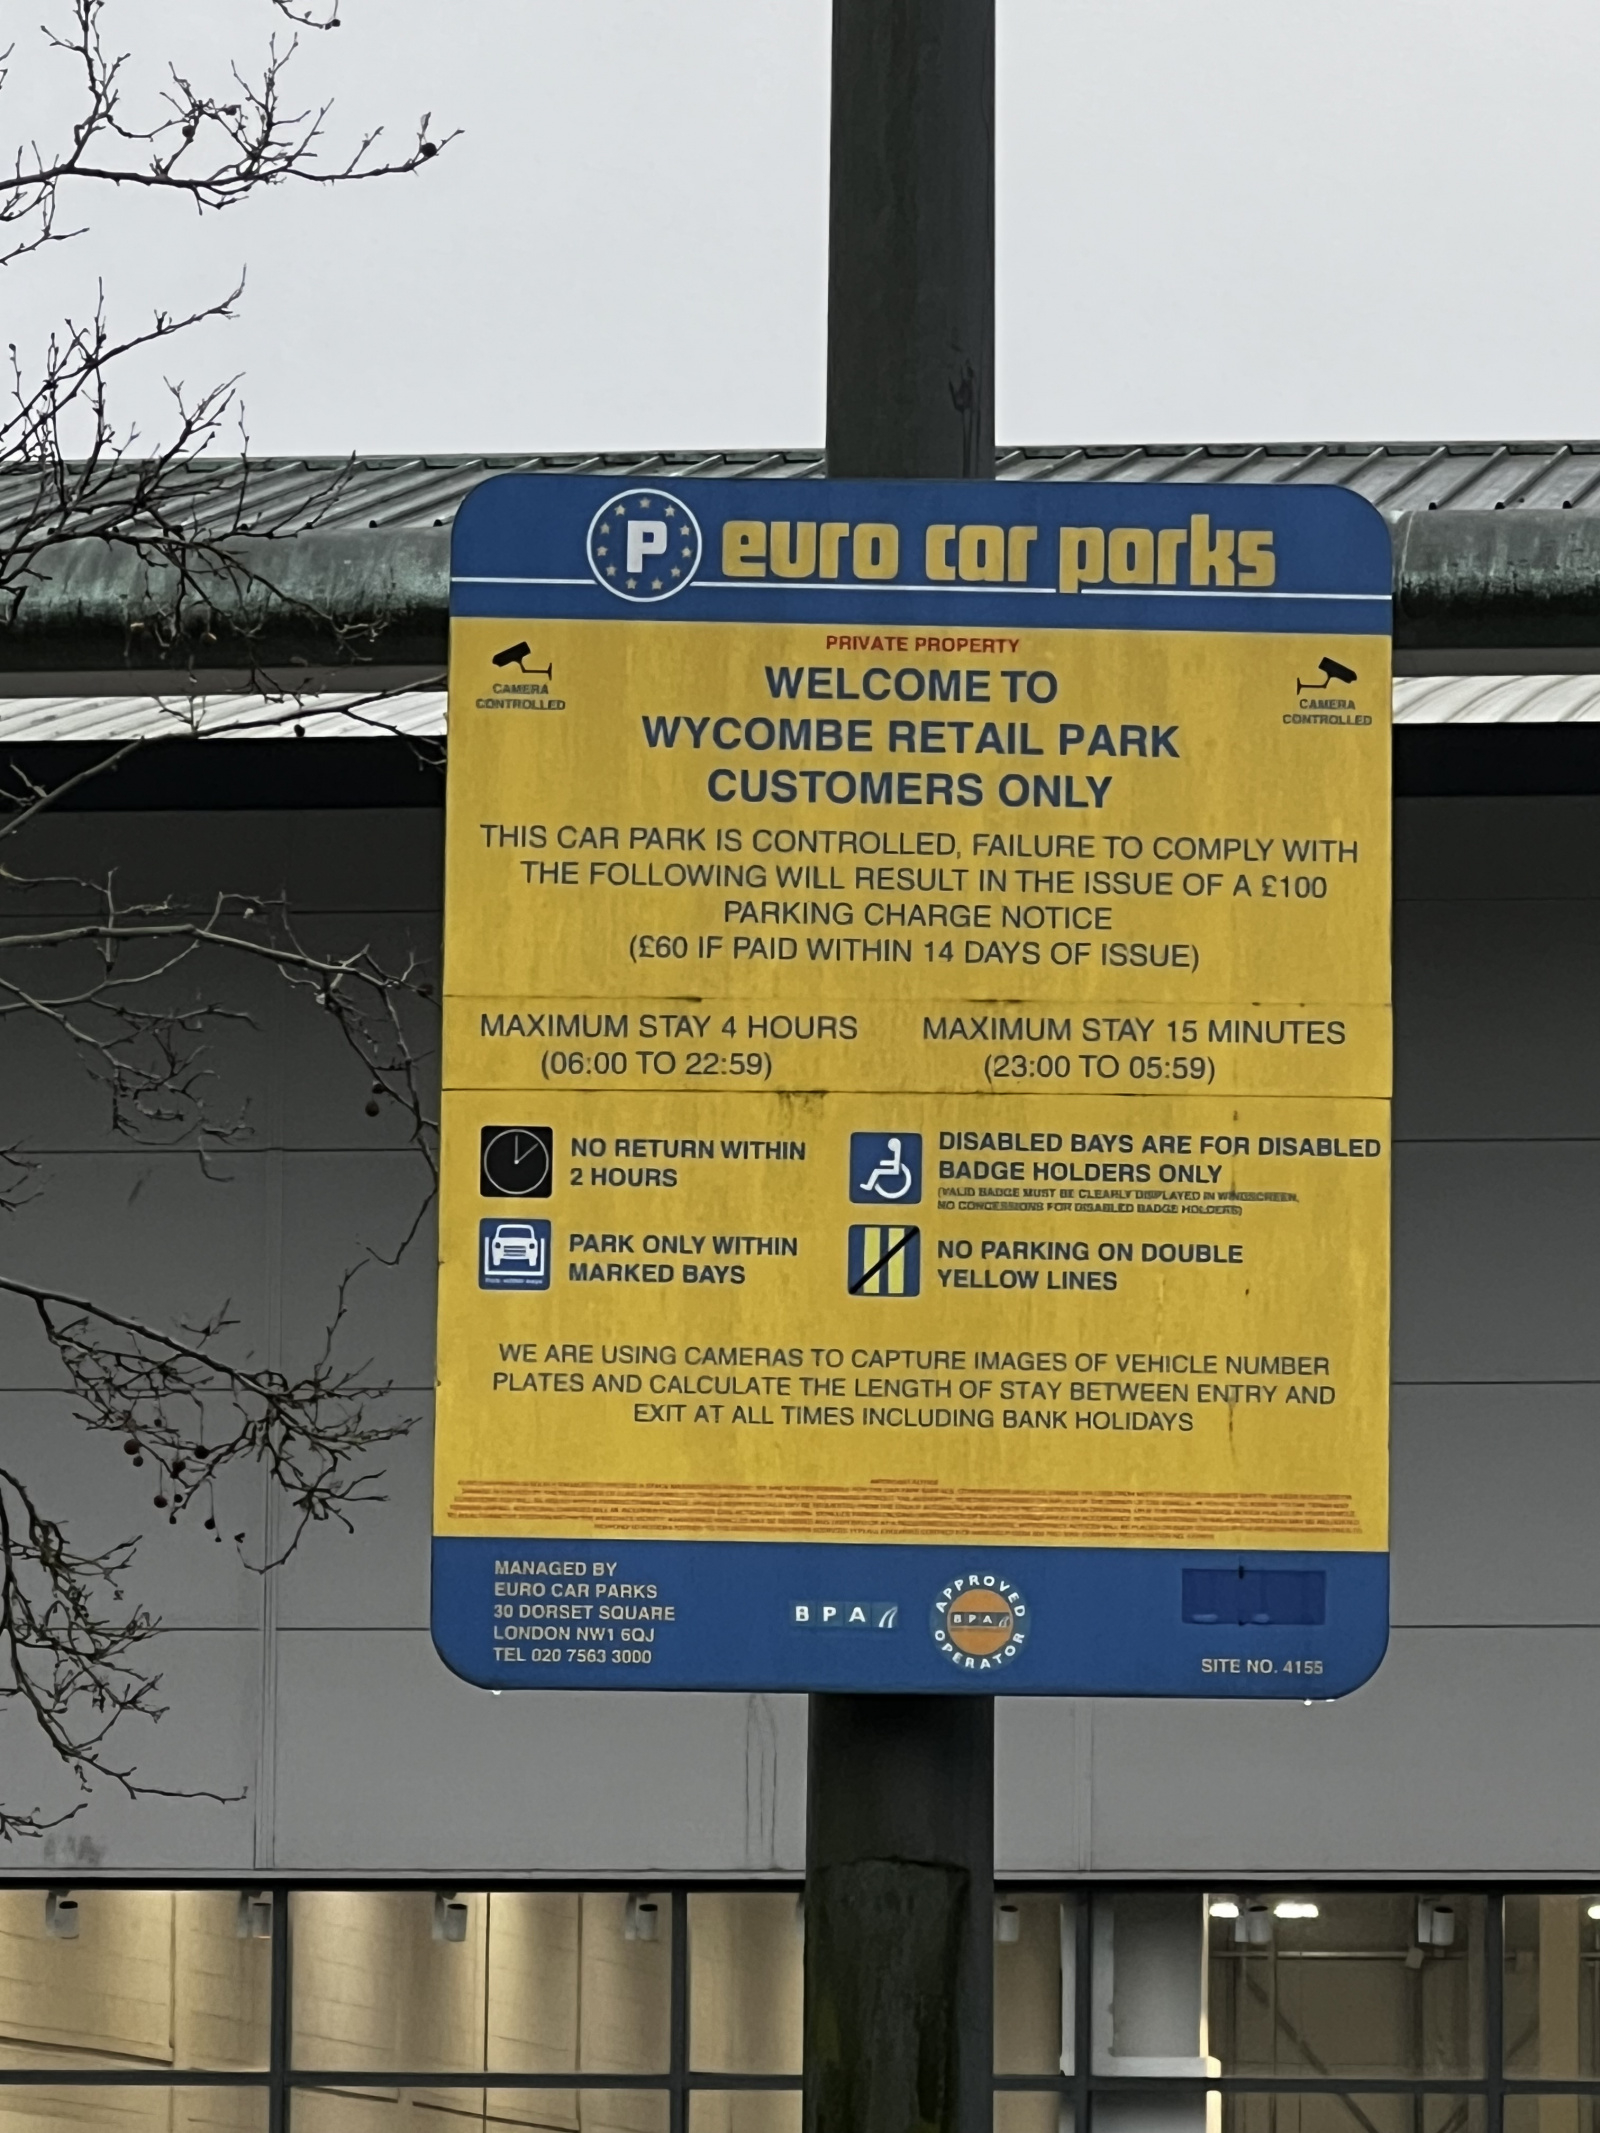 P euro car parks
PRIVATE PROPERTY
CAMERA
CONTROLLED
CAMERA
CONTROLLED
WELCOME TO
WYCOMBE RETAIL PARK
CUSTOMERS ONLY
THIS CAR PARK IS CONTROLLED, FAILURE TO COMPLY WITH
THE FOLLOWING WILL RESULT IN THE ISSUE OF A £100
PARKING CHARGE NOTICE
(£60 IF PAID WITHIN 14 DAYS OF ISSUE)
MAXIMUM STAY 4 HOURS
(06:00 TO 22:59)
MAXIMUM STAY 15 MINUTES
(23:00 TO 05:59)
NO RETURN WITHIN
2 HOURS
DISABLED BAYS ARE FOR DISABLED
BADGE HOLDERS ONLY
(VALID BADGE MUST BE CLEARLY DISPLAYED IN WINDSCREEN,
NO CONCESSIONS FOR DISABLED BADGE HOLDERS)
PARK ONLY WITHIN
MARKED BAYS
NO PARKING ON DOUBLE
YELLOW LINES
WE ARE USING CAMERAS TO CAPTURE IMAGES OF VEHICLE NUMBER
PLATES AND CALCULATE THE LENGTH OF STAY BETWEEN ENTRY AND
EXIT AT ALL TIMES INCLUDING BANK HOLIDAYS
MANAGED BY
EURO CAR PARKS
30 DORSET SQUARE
LONDON NW1 6QJ
TEL 020 7563 3000
BPA
APPROVED
BPA
OPERATOR
SITE NO. 4155